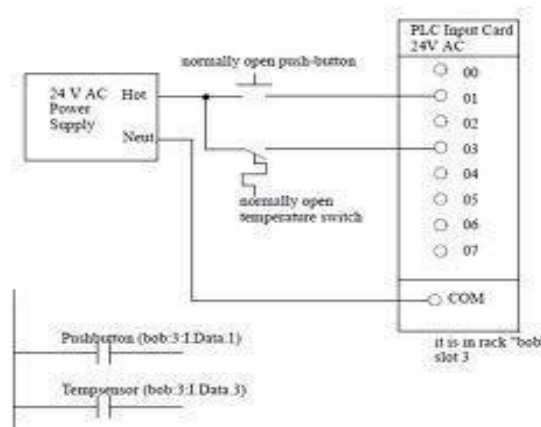 PLC Input Card
24V AC
normally open push-button
00
24 V AC Hot
Power
Supply
01
02
Neut
03
04
normally open
temperature switch
05
06
07
COM
it is in rack "bob
slot 3
Pushbutton (bob:3:I.Data.1)
Tempsensor (bob:3:I.Data.3)